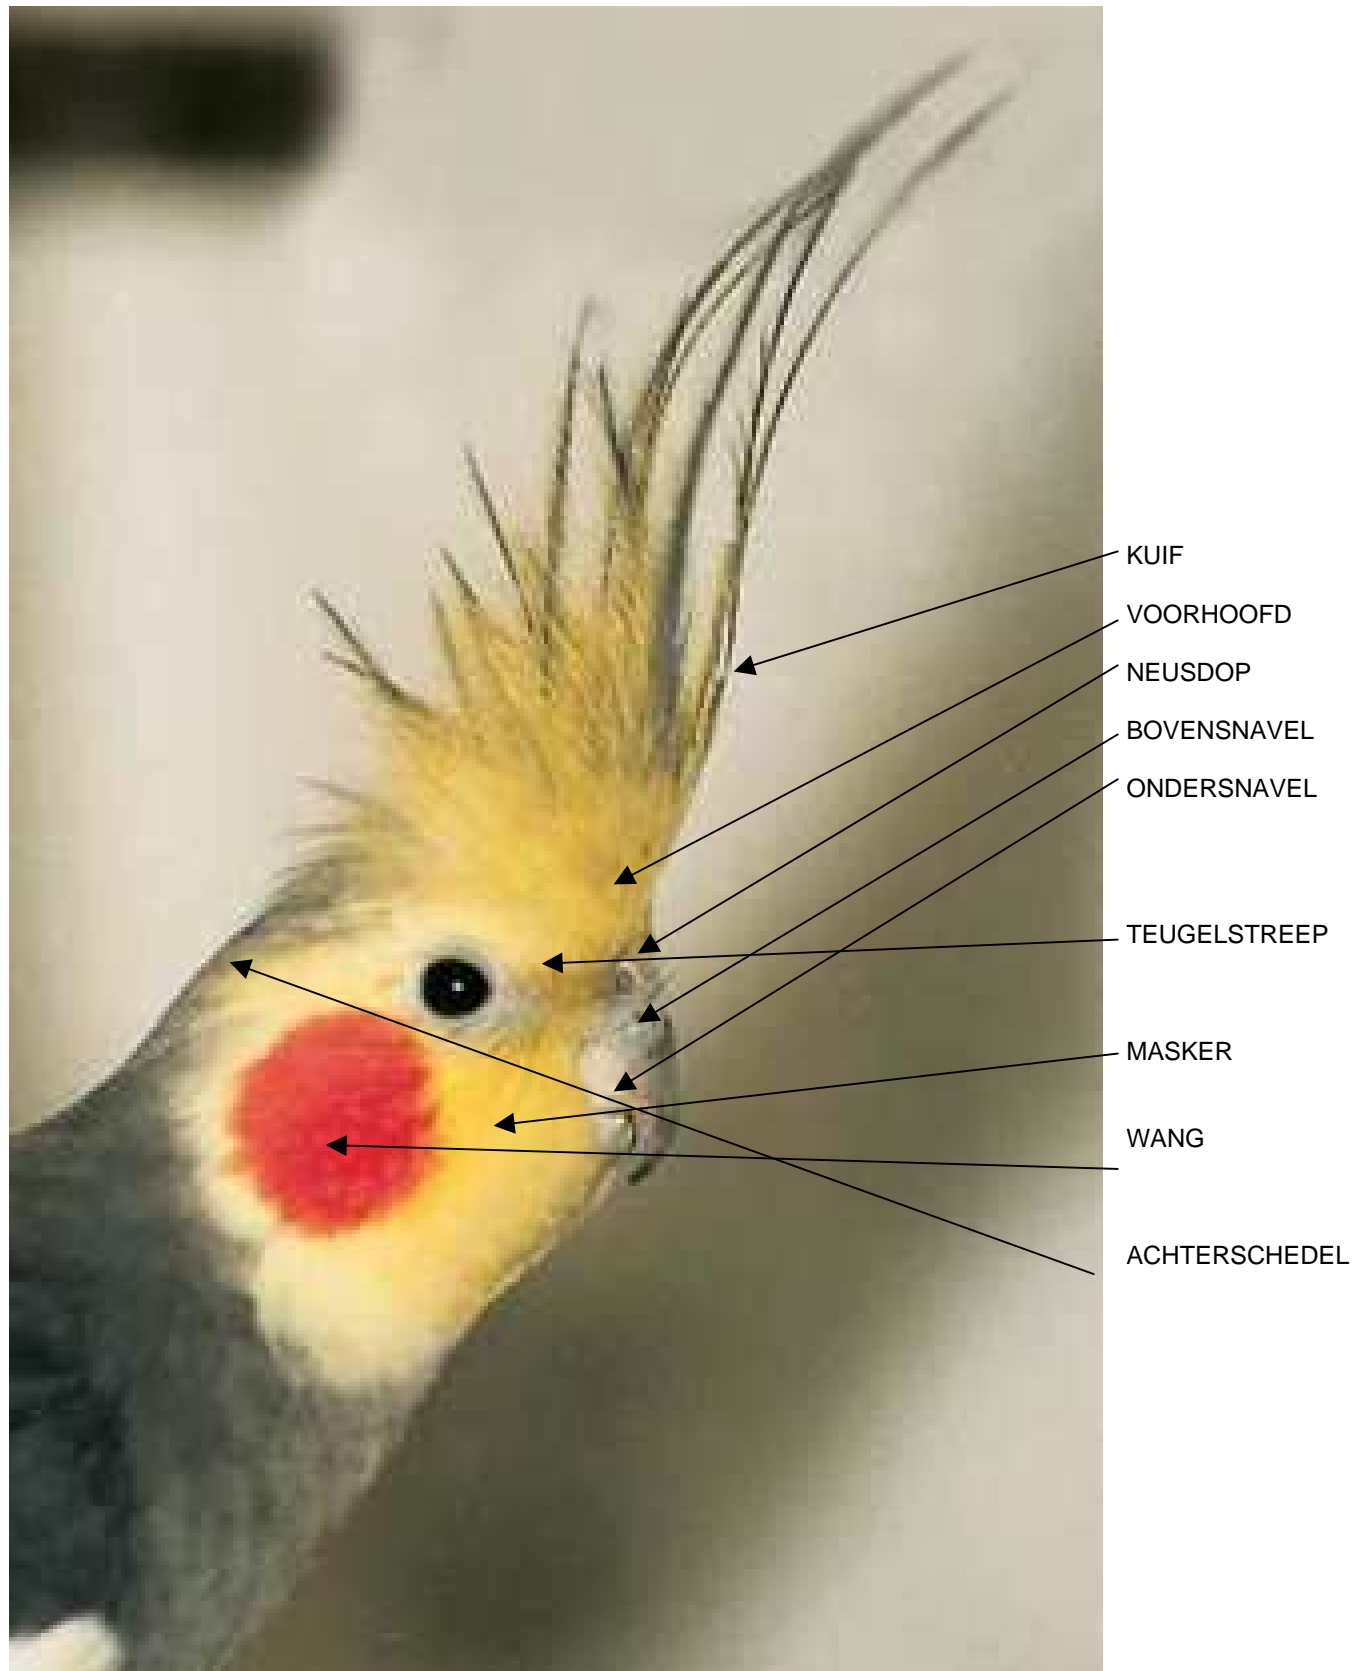 KUIF
VOORHOOFD
NEUSDOP
BOVENSNAVEL
ONDERSNAVEL
TEUGELSTREEP
MASKER
WANG
ACHTERSCHEDEL